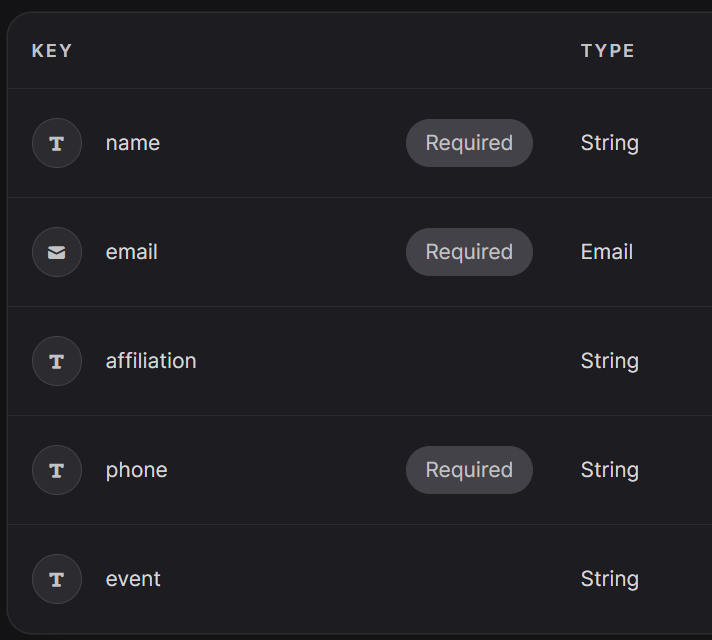 KEY TYPE
name Required String
email Required Email
affiliation String
phone Required String
event String